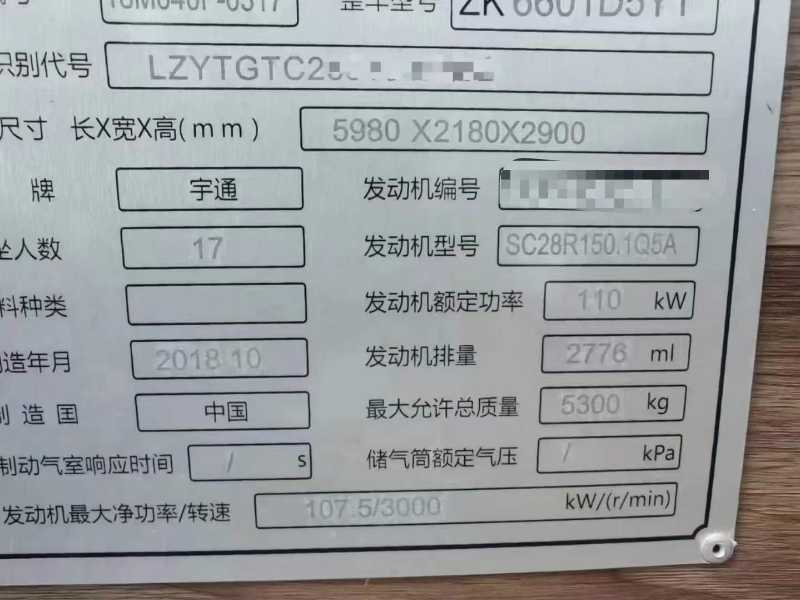 整车型号 ZK6601D5Y1
识别代号 LZYTGTC28
尺寸 长X宽X高(mm) 5980 X2180X2900
牌 宇通 发动机编号
坐人数 17 发动机型号 SC28R150.1Q5A
料种类 发动机额定功率 110 kW
造年月 2018 10 发动机排量 2776 ml
制 造 国 中国 最大允许总质量 5300 kg
制动气室响应时间 / s 储气筒额定气压 / kPa
发动机最大净功率/转速 107.5/3000 kW/(r/min)